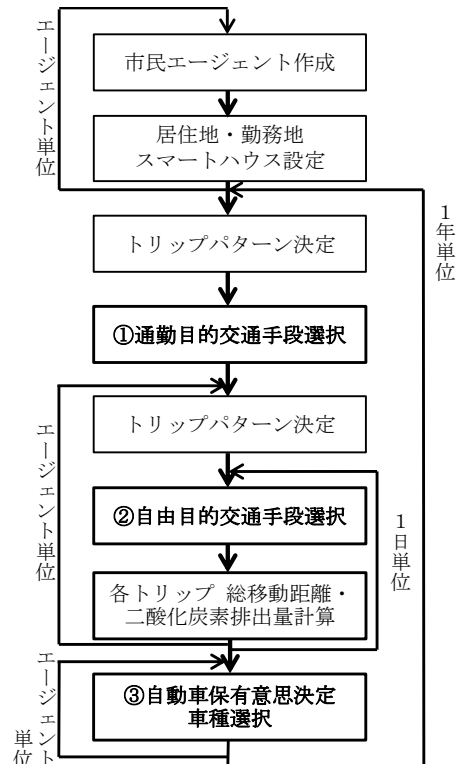 エージェント単位
市民エージェント作成
居住地・勤務地
スマートハウス設定
1年単位
トリップパターン決定
①通勤目的交通手段選択
エージェント単位
トリップパターン決定
1日単位
②自由目的交通手段選択
各トリップ 総移動距離・
二酸化炭素排出量計算
エージェント
単位
③自動車保有意思決定
車種選択